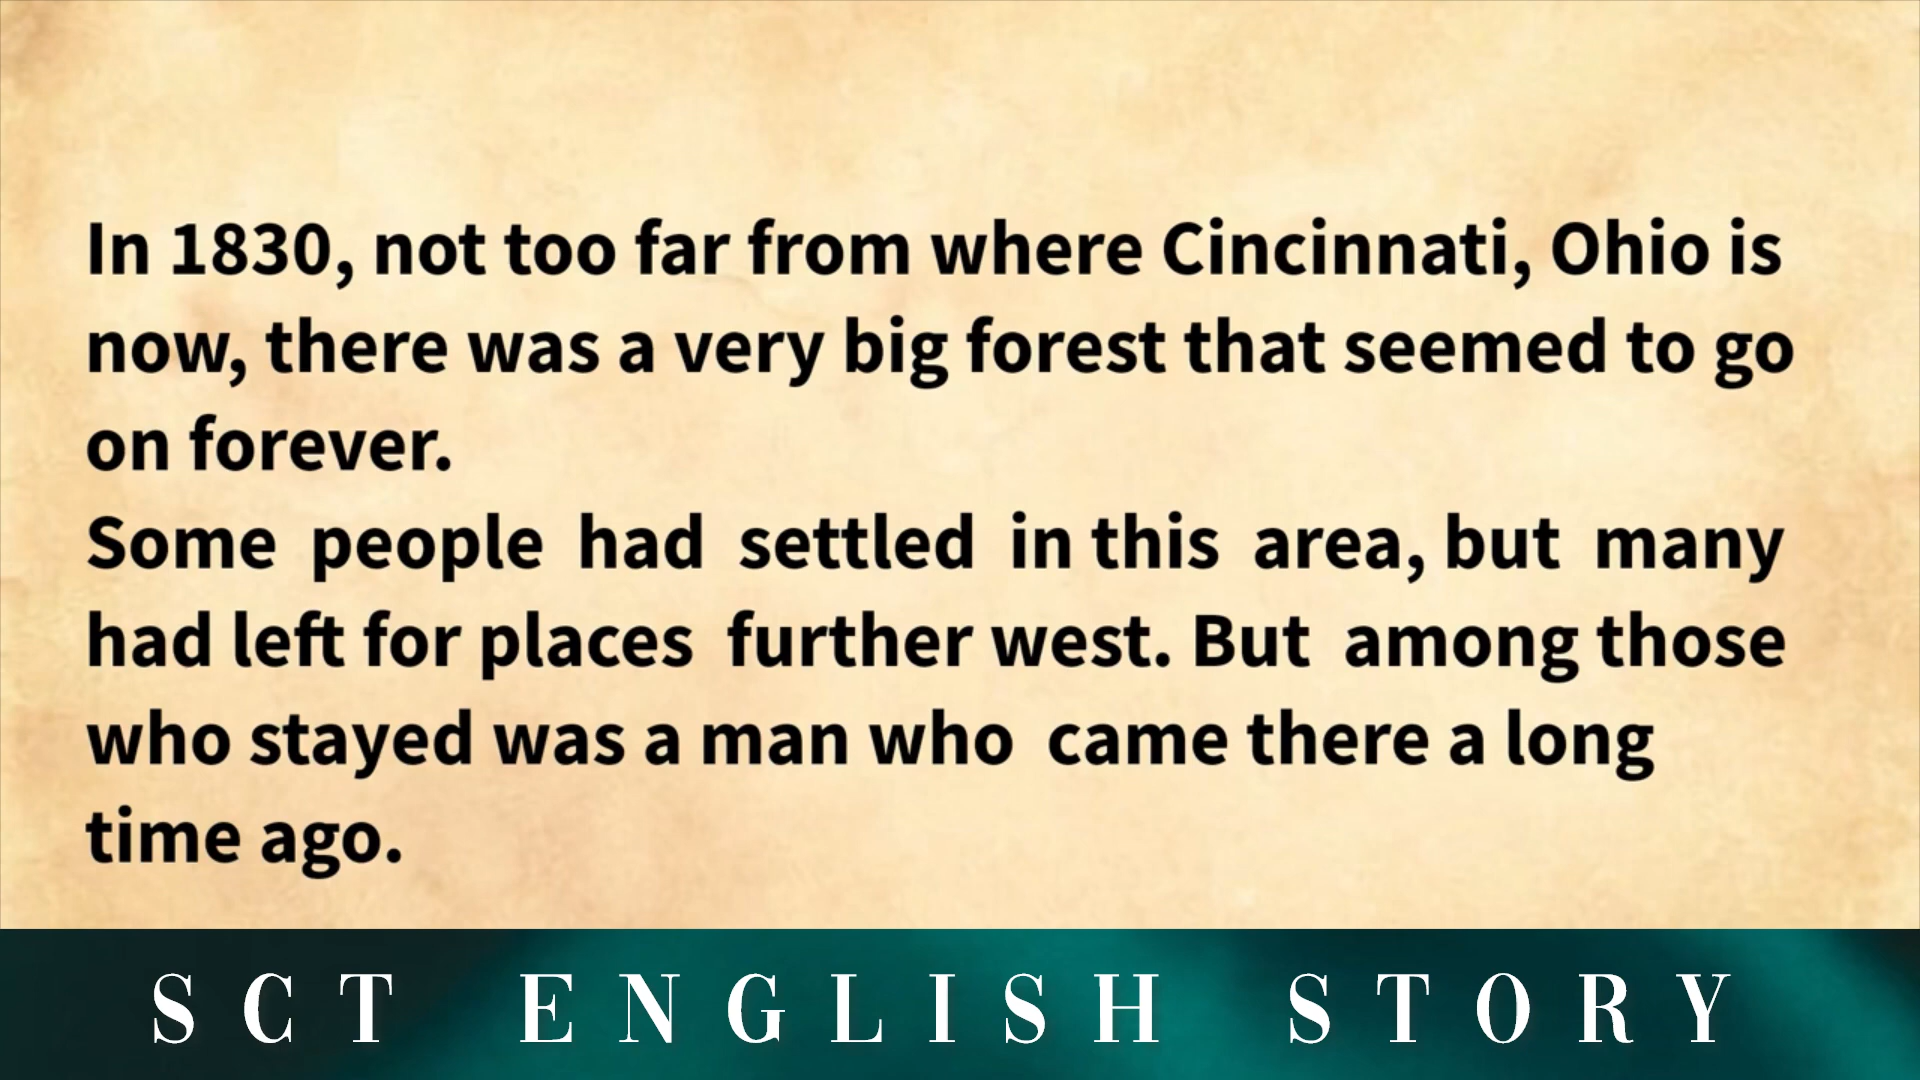 In 1830, not too far from where Cincinnati, Ohio is
now, there was a very big forest that seemed to go
on forever.
Some people had settled in this area, but many
had left for places further west. But among those
who stayed was a man who came there a long
time ago.
SCT ENGLISH STORY